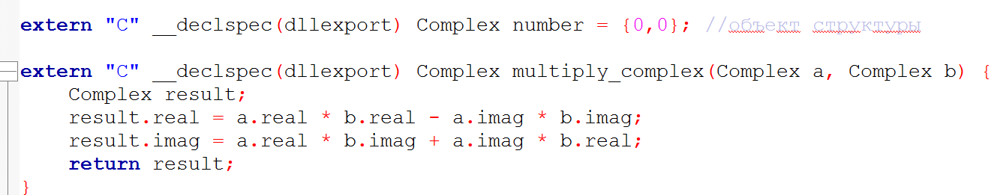 extern "C" __declspec(dllexport) Complex number = {0,0}; //объект структуры
extern "C" __declspec(dllexport) Complex multiply_complex(Complex a, Complex b) {
Complex result;
result.real = a.real * b.real - a.imag * b.imag;
result.imag = a.real * b.imag + a.imag * b.real;
return result;
}